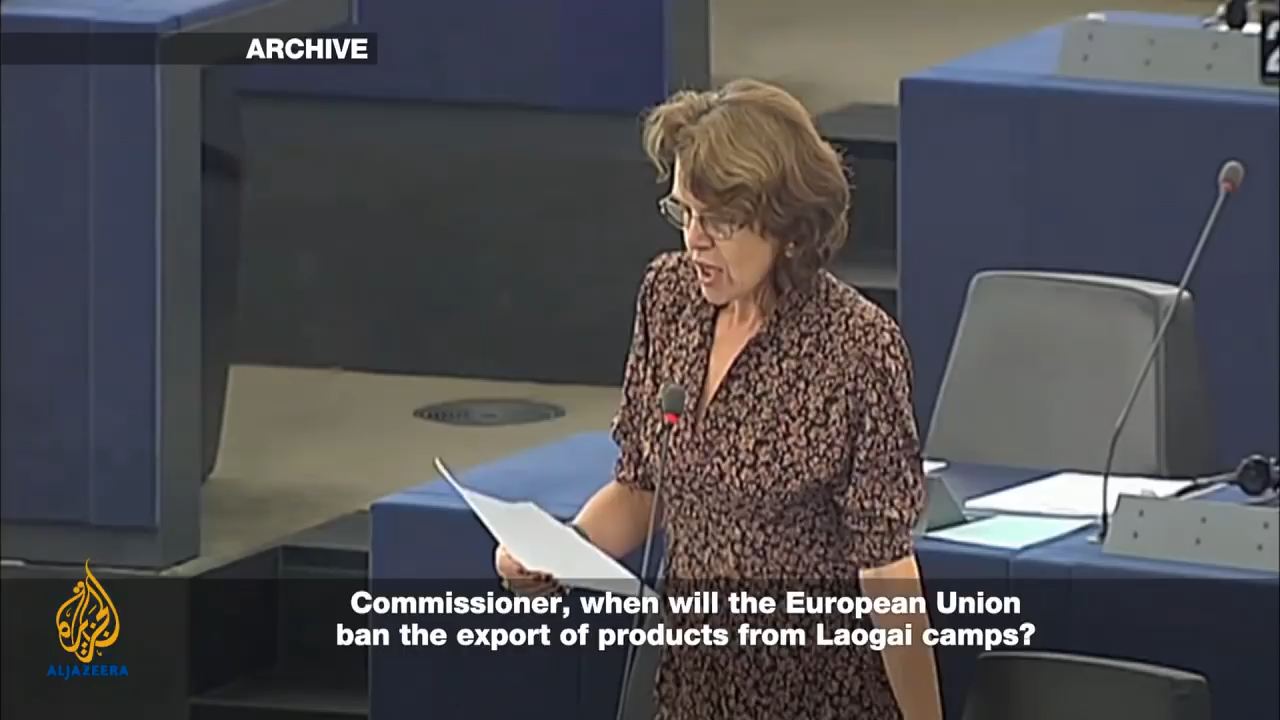 ARCHIVE
Commissioner, when will the European Union
ban the export of products from Laogai camps?
ALJAZEERA